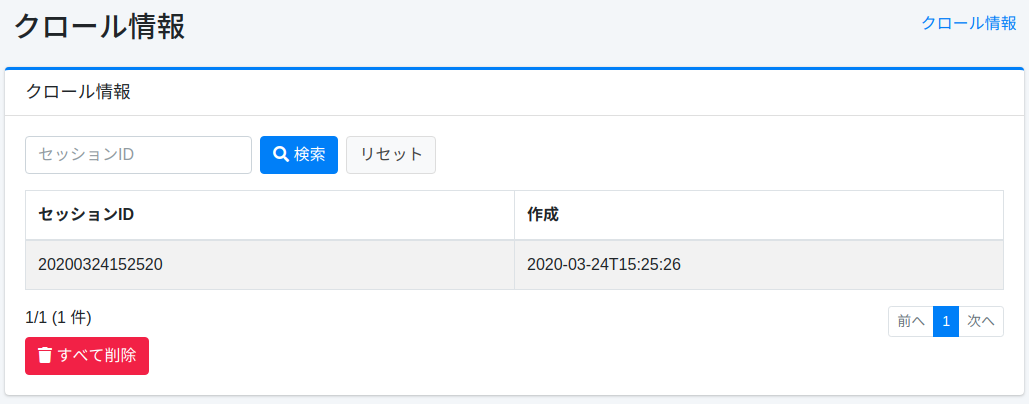 クロール情報
クロール情報
クロール情報
セッションID 検索 リセット
セッションID 作成
20200324152520 2020-03-24T15:25:26
1/1 (1 件) 前へ 1 次へ
すべて削除